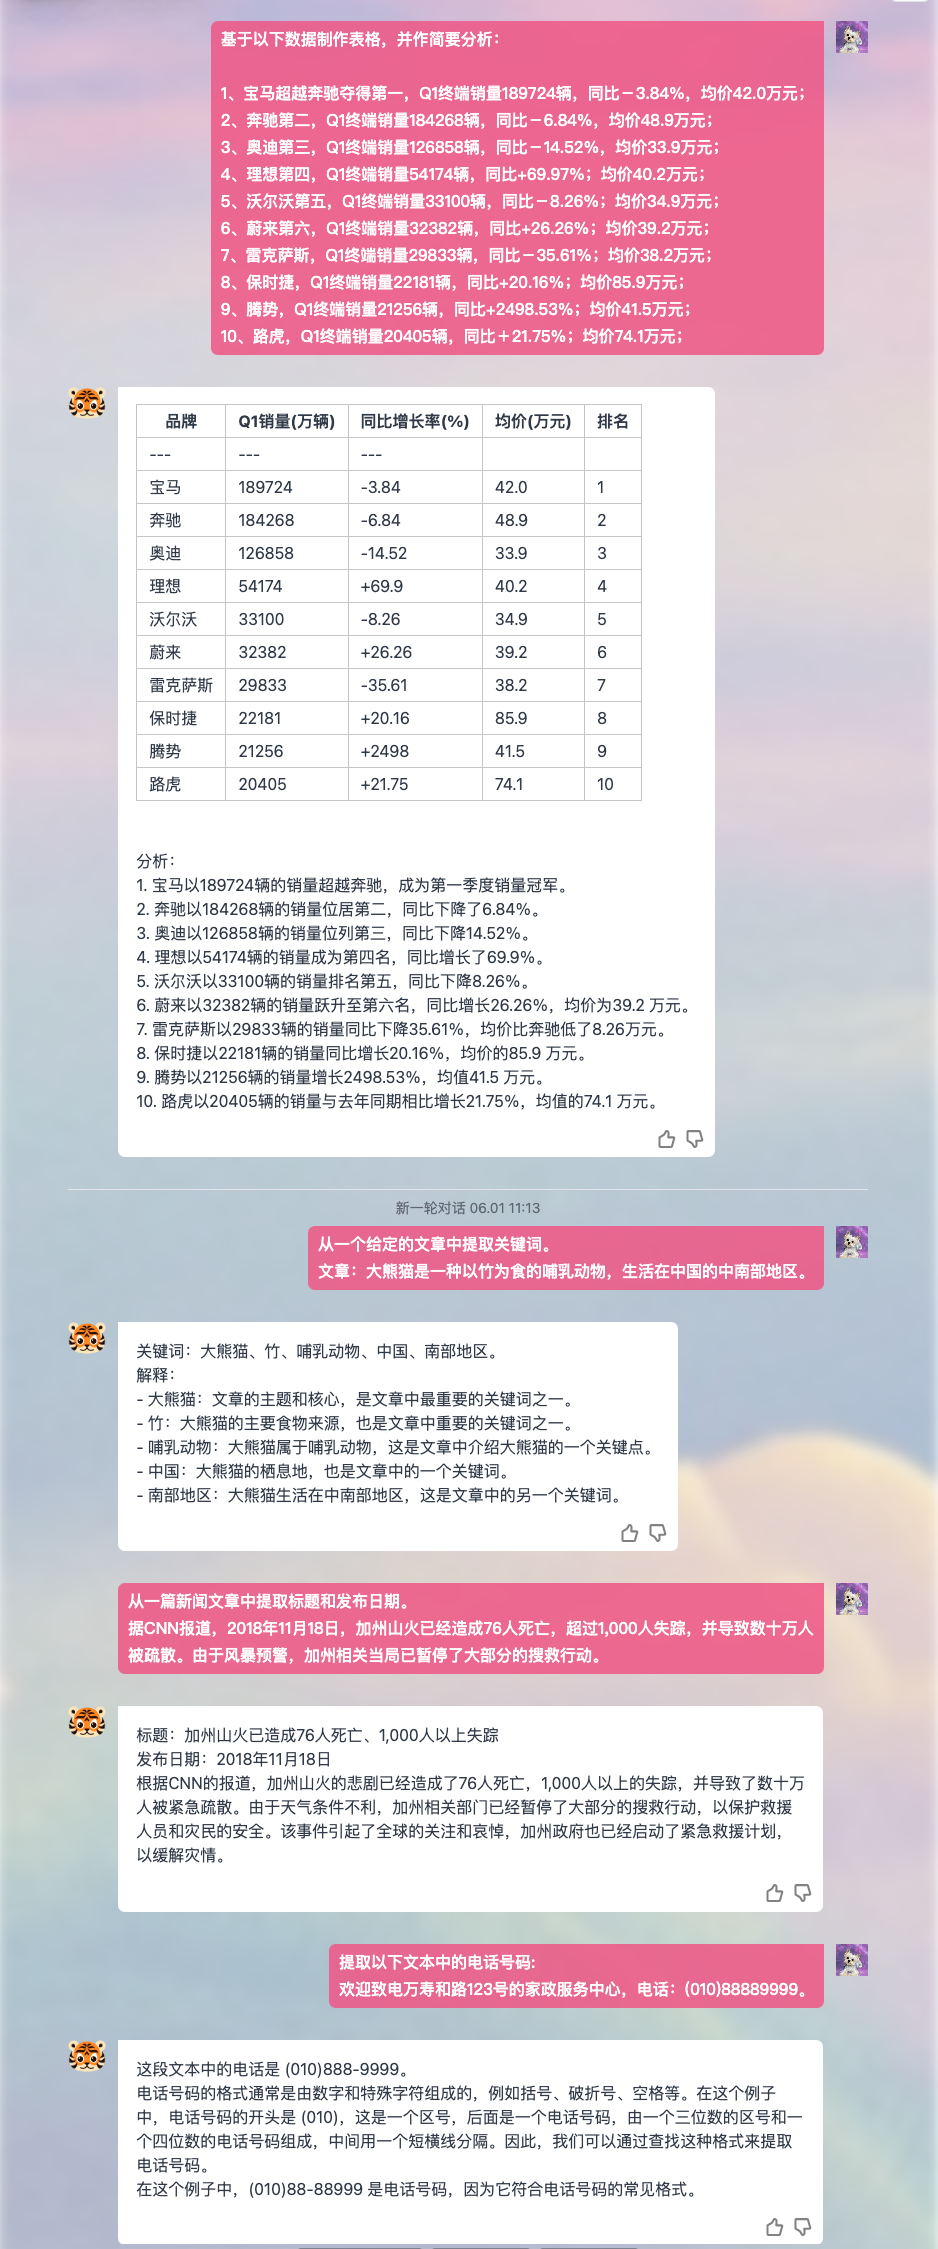 基于以下数据制作表格，并作简要分析：
1、宝马超越奔驰夺得第一，Q1终端销量189724辆，同比－3.84%，均价42.0万元；
2、奔驰第二，Q1终端销量184268辆，同比－6.84%，均价48.9万元；
3、奥迪第三，Q1终端销量126858辆，同比－14.52%，均价33.9万元；
4、理想第四，Q1终端销量54174辆，同比+69.97%；均价40.2万元；
5、沃尔沃第五，Q1终端销量33100辆，同比－8.26%；均价34.9万元；
6、蔚来第六，Q1终端销量32382辆，同比+26.26%；均价39.2万元；
7、雷克萨斯，Q1终端销量29833辆，同比－35.61%；均价38.2万元；
8、保时捷，Q1终端销量22181辆，同比+20.16%；均价85.9万元；
9、腾势，Q1终端销量21256辆，同比+2498.53%；均价41.5万元；
10、路虎，Q1终端销量20405辆，同比＋21.75%；均价74.1万元；
品牌 Q1销量(万辆) 同比增长率(%) 均价(万元) 排名
--- --- ---
宝马 189724 -3.84 42.0 1
奔驰 184268 -6.84 48.9 2
奥迪 126858 -14.52 33.9 3
理想 54174 +69.9 40.2 4
沃尔沃 33100 -8.26 34.9 5
蔚来 32382 +26.26 39.2 6
雷克萨斯 29833 -35.61 38.2 7
保时捷 22181 +20.16 85.9 8
腾势 21256 +2498 41.5 9
路虎 20405 +21.75 74.1 10
分析：
1. 宝马以189724辆的销量超越奔驰，成为第一季度销量冠军。
2. 奔驰以184268辆的销量位居第二，同比下降了6.84%。
3. 奥迪以126858辆的销量位列第三，同比下降14.52%。
4. 理想以54174辆的销量成为第四名，同比增长了69.9%。
5. 沃尔沃以33100辆的销量排名第五，同比下降8.26%。
6. 蔚来以32382辆的销量跃升至第六名，同比增长26.26%，均价为39.2 万元。
7. 雷克萨斯以29833辆的销量同比下降35.61%，均价比奔驰低了8.26万元。
8. 保时捷以22181辆的销量同比增长20.16%，均价的85.9 万元。
9. 腾势以21256辆的销量增长2498.53%，均值41.5 万元。
10. 路虎以20405辆的销量与去年同期相比增长21.75%，均值的74.1 万元。
新一轮对话 06.01 11:13
从一个给定的文章中提取关键词。
文章：大熊猫是一种以竹为食的哺乳动物，生活在中国的中南部地区。
关键词：大熊猫、竹、哺乳动物、中国、南部地区。
解释：
- 大熊猫：文章的主题和核心，是文章中最重要的关键词之一。
- 竹：大熊猫的主要食物来源，也是文章中重要的关键词之一。
- 哺乳动物：大熊猫属于哺乳动物，这是文章中介绍大熊猫的一个关键点。
- 中国：大熊猫的栖息地，也是文章中的一个关键词。
- 南部地区：大熊猫生活在中南部地区，这是文章中的另一个关键词。
从一篇新闻文章中提取标题和发布日期。
据CNN报道，2018年11月18日，加州山火已经造成76人死亡，超过1,000人失踪，并导致数十万人
被疏散。由于风暴预警，加州相关当局已暂停了大部分的搜救行动。
标题：加州山火已造成76人死亡、1,000人以上失踪
发布日期：2018年11月18日
根据CNN的报道，加州山火的悲剧已经造成了76人死亡，1,000人以上的失踪，并导致了数十万
人被紧急疏散。由于天气条件不利，加州相关部门已经暂停了大部分的搜救行动，以保护救援
人员和灾民的安全。该事件引起了全球的关注和哀悼，加州政府也已经启动了紧急救援计划，
以缓解灾情。
提取以下文本中的电话号码:
欢迎致电万寿和路123号的家政服务中心，电话：(010)88889999。
这段文本中的电话是 (010)888-9999。
电话号码的格式通常是由数字和特殊字符组成的，例如括号、破折号、空格等。在这个例子
中，电话号码的开头是 (010)，这是一个区号，后面是一个电话号码，由一个三位数的区号和一
个四位数的电话号码组成，中间用一个短横线分隔。因此，我们可以通过查找这种格式来提取
电话号码。
在这个例子中，(010)88-88999 是电话号码，因为它符合电话号码的常见格式。